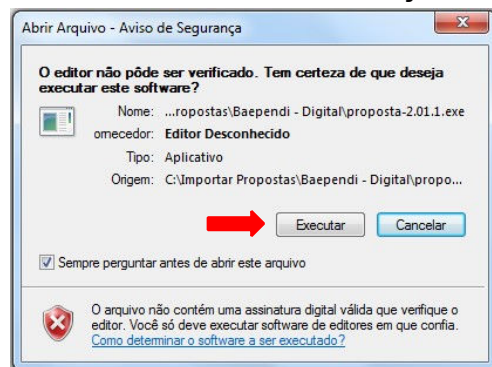 Abrir Arquivo - Aviso de Segurança
O editor não pôde ser verificado. Tem certeza de que deseja
executar este software?
Nome: ...ropostas\Baependi - Digital\proposta-2.01.1.exe
ornecedor: Editor Desconhecido
Tipo: Aplicativo
Origem: C:\Importar Propostas\Baependi - Digital\propo...
Executar Cancelar
Sempre perguntar antes de abrir este arquivo
O arquivo não contém uma assinatura digital válida que verifique o
editor. Você só deve executar software de editores em que confia.
Como determinar o software a ser executado?